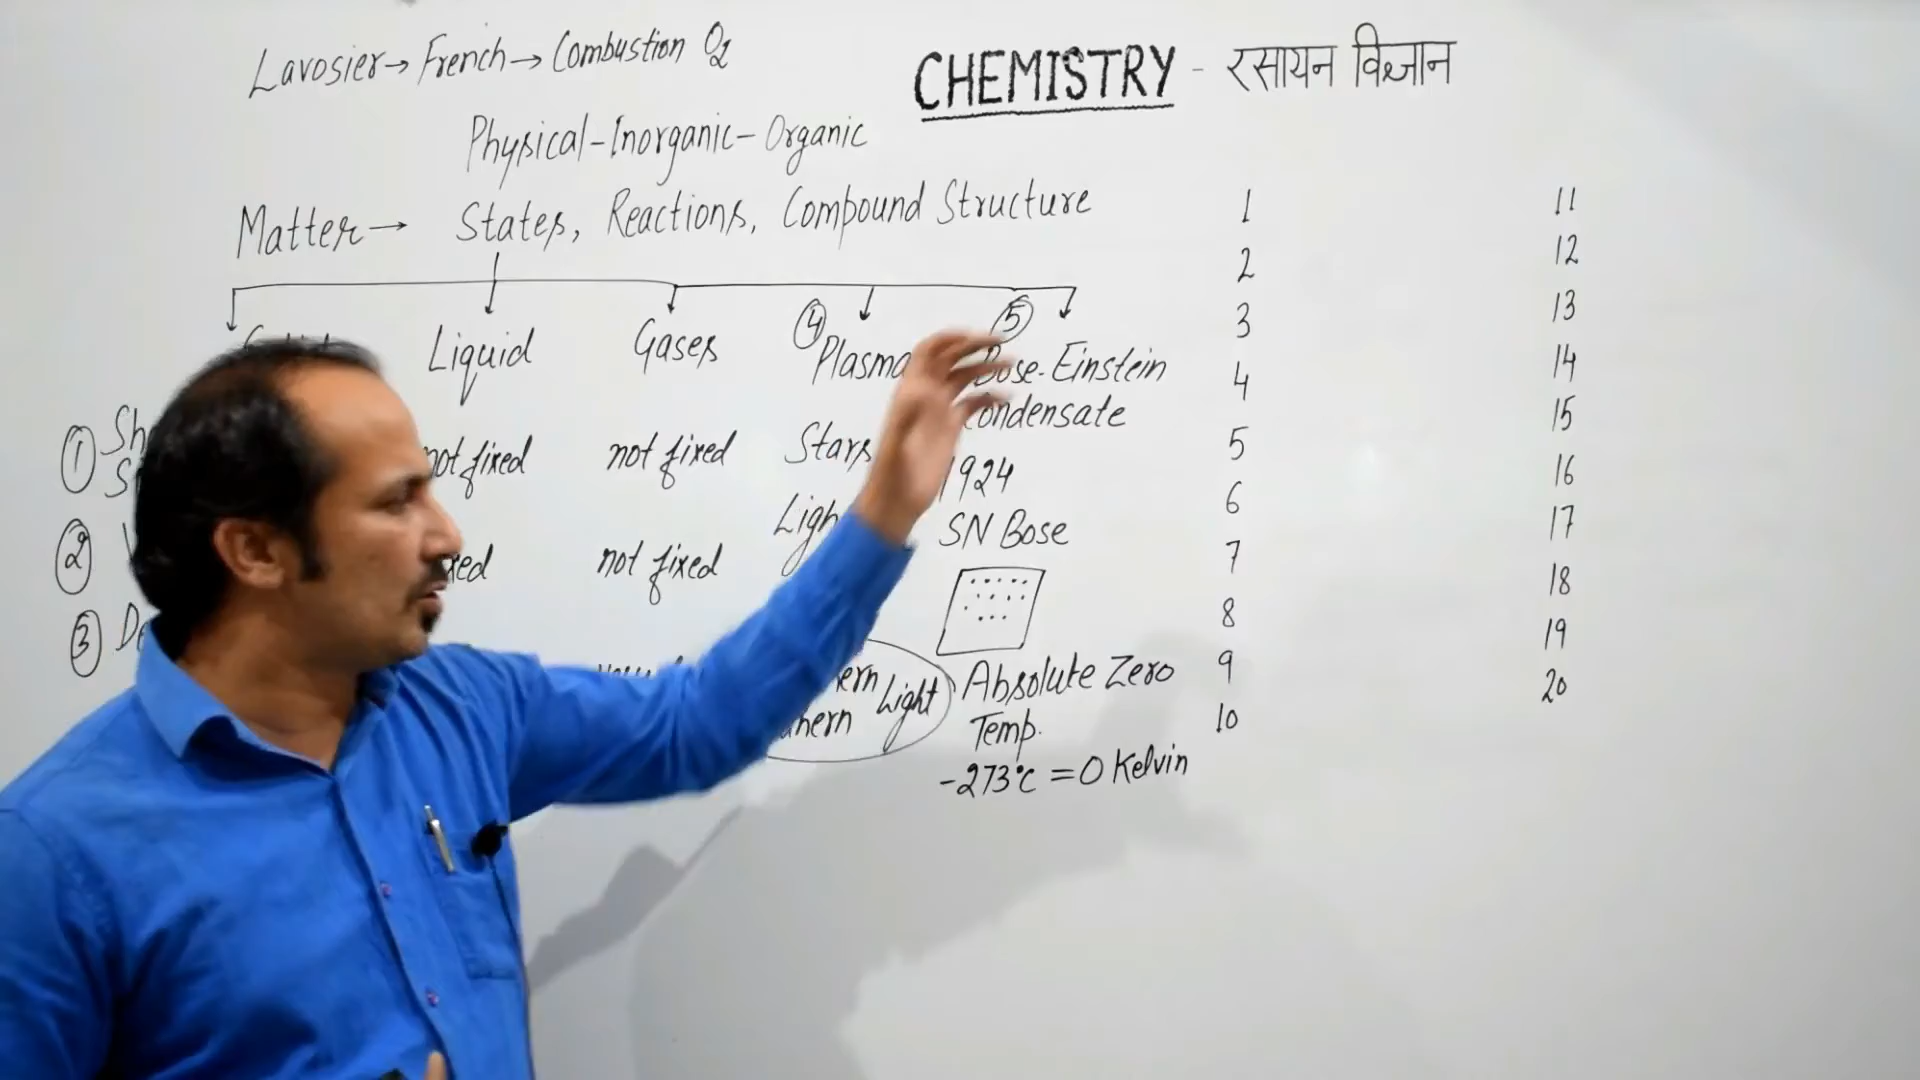 Lavosier → French → Combustion O2
CHEMISTRY - रसायन विज्ञान
Physical-Inorganic-Organic
Matter → States, Reactions, Compound Structure
Liquid
Gases
④ Plasma
⑤ Bose-Einstein
Condensate
①
not fixed
not fixed
Stars
1924
②
not fixed
SN Bose
③
Light
Absolute Zero
Temp.
-273°C = 0 Kelvin
1
2
3
4
5
6
7
8
9
10
11
12
13
14
15
16
17
18
19
20